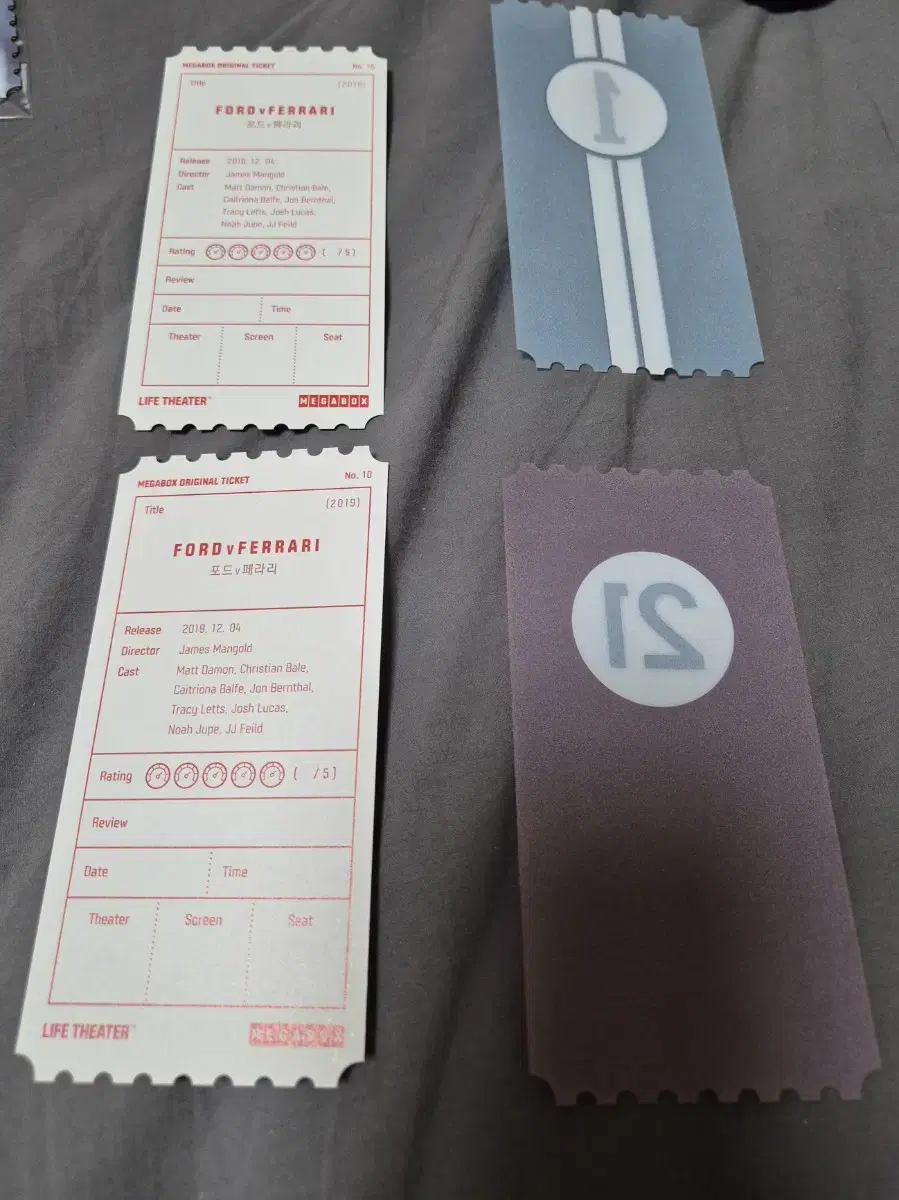 MEGABOX ORIGINAL TICKET No.
Title (2019)
FORD v FERRARI
포드 v 페라리
Release 2019. 12. 04
Director James Mangold
Cast Matt Damon, Christian Bale,
Caitriona Balfe, Jon Bernthal,
Tracy Letts, Josh Lucas,
Noah Jupe, JJ Feild
Rating ( /5)
Review
Date Time
Theater Screen Seat
LIFE THEATER™ MEGABOX
1
MEGABOX ORIGINAL TICKET No. 10
Title (2019)
FORD v FERRARI
포드 v 페라리
Release 2019. 12. 04
Director James Mangold
Cast Matt Damon, Christian Bale,
Caitriona Balfe, Jon Bernthal,
Tracy Letts, Josh Lucas,
Noah Jupe, JJ Feild
Rating ( /5)
Review
Date Time
Theater Screen Seat
LIFE THEATER™ MEGABOX
21